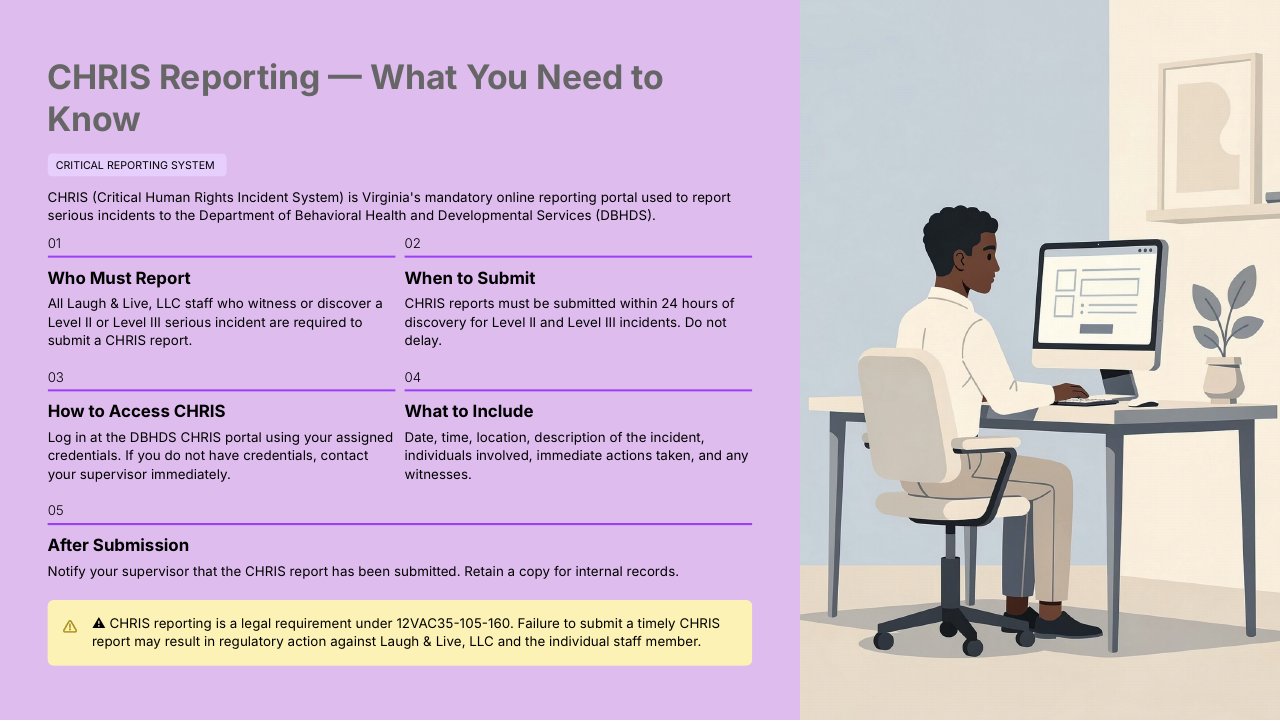 CHRIS Reporting — What You Need to
Know
CRITICAL REPORTING SYSTEM
CHRIS (Critical Human Rights Incident System) is Virginia's mandatory online reporting portal used to report
serious incidents to the Department of Behavioral Health and Developmental Services (DBHDS).
01
Who Must Report
All Laugh & Live, LLC staff who witness or discover a
Level II or Level III serious incident are required to
submit a CHRIS report.
02
When to Submit
CHRIS reports must be submitted within 24 hours of
discovery for Level II and Level III incidents. Do not
delay.
03
How to Access CHRIS
Log in at the DBHDS CHRIS portal using your assigned
credentials. If you do not have credentials, contact
your supervisor immediately.
04
What to Include
Date, time, location, description of the incident,
individuals involved, immediate actions taken, and any
witnesses.
05
After Submission
Notify your supervisor that the CHRIS report has been submitted. Retain a copy for internal records.
⚠ CHRIS reporting is a legal requirement under 12VAC35-105-160. Failure to submit a timely CHRIS
report may result in regulatory action against Laugh & Live, LLC and the individual staff member.